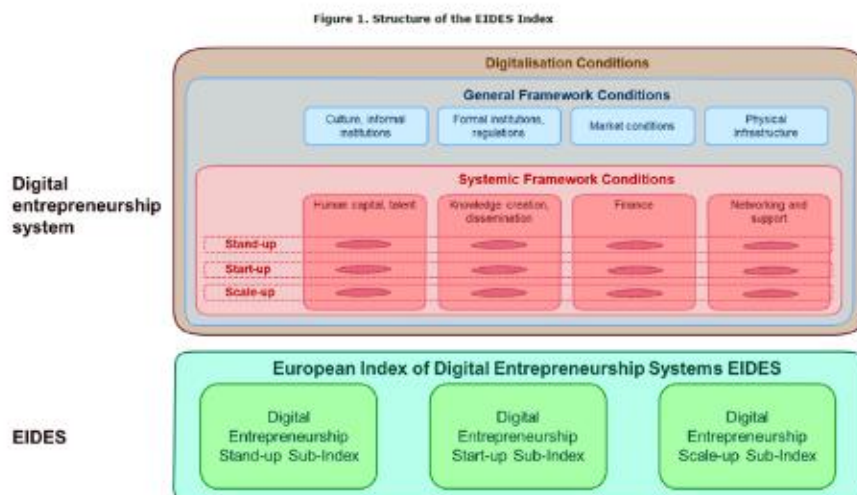 Figure 1. Structure of the EIDES Index
Digitalisation Conditions
General Framework Conditions
Culture, informal
institutions
Formal institutions,
regulations
Market conditions
Physical
infrastructure
Digital
entrepreneurship
system
Systemic Framework Conditions
Human capital, talent
Knowledge creation,
dissemination
Finance
Networking and
support
Stand-up
Start-up
Scale-up
European Index of Digital Entrepreneurship Systems EIDES
EIDES
Digital
Entrepreneurship
Stand-up Sub-Index
Digital
Entrepreneurship
Start-up Sub-Index
Digital
Entrepreneurship
Scale-up Sub-Index